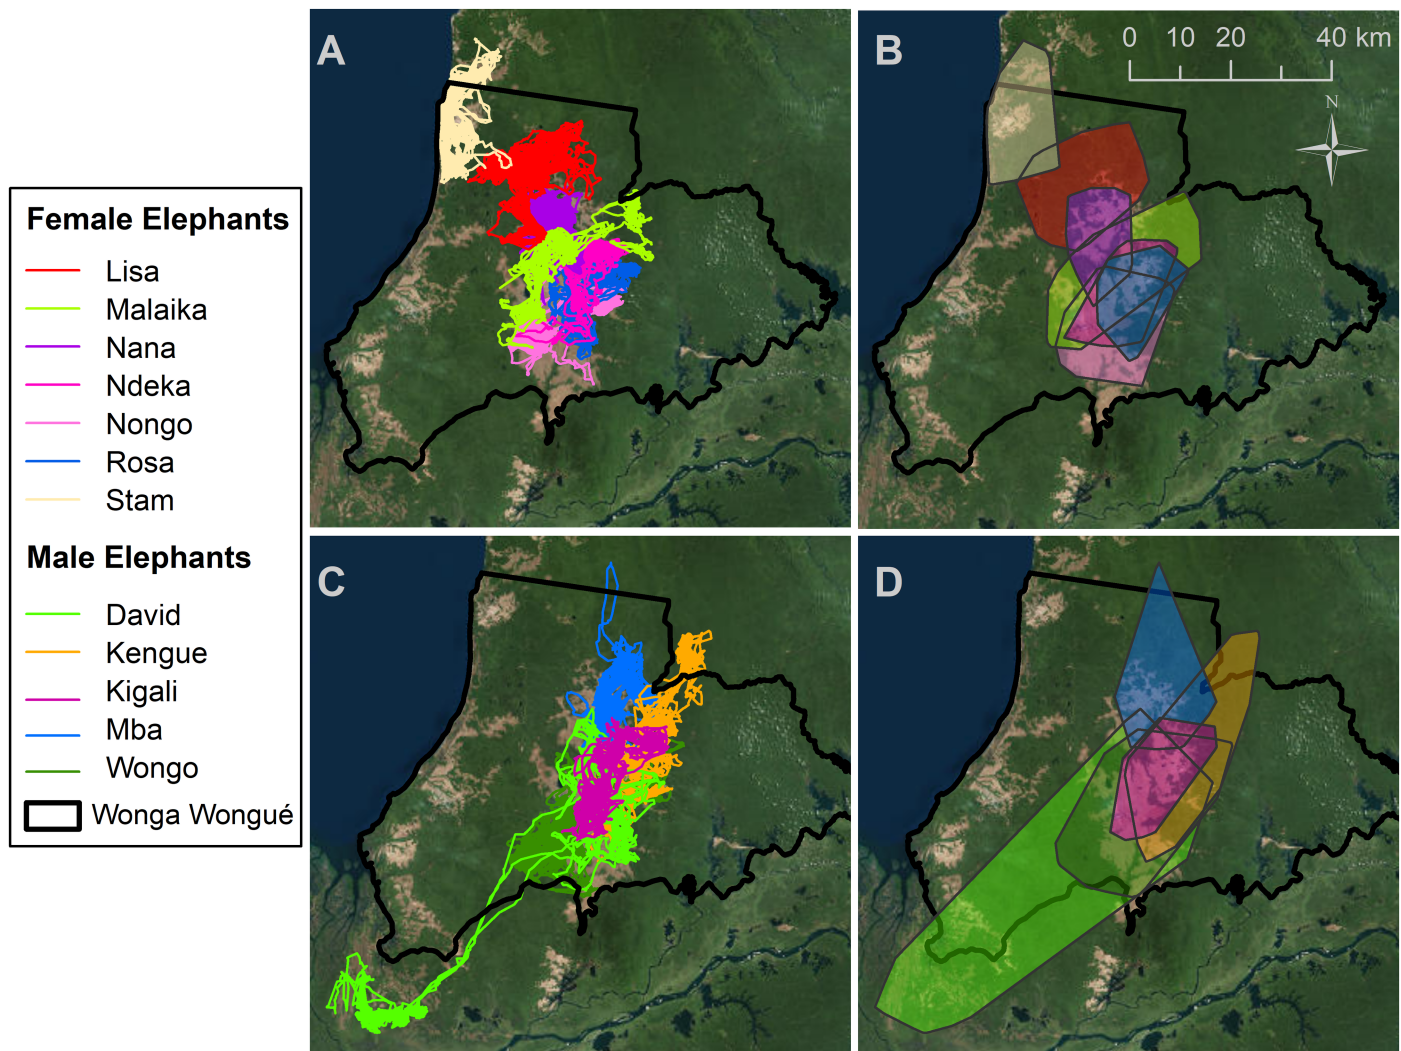 A
B
0 10 20 40 km
N
Female Elephants
Lisa
Malaika
Nana
Ndeka
Nongo
Rosa
Stam
Male Elephants
David
Kengue
Kigali
Mba
Wongo
Wonga Wongué
C
D